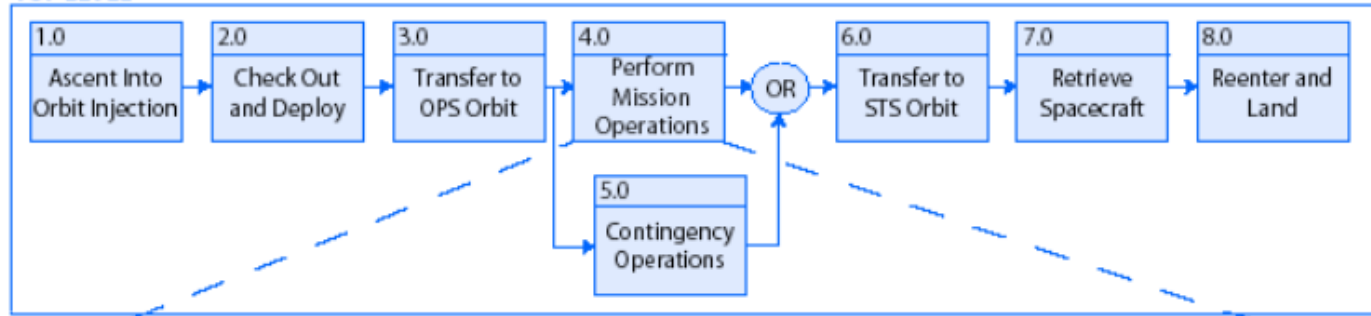 1.0
Ascent Into
Orbit Injection
2.0
Check Out
and Deploy
3.0
Transfer to
OPS Orbit
4.0
Perform
Mission
Operations
OR
6.0
Transfer to
STS Orbit
7.0
Retrieve
Spacecraft
8.0
Reenter and
Land
5.0
Contingency
Operations